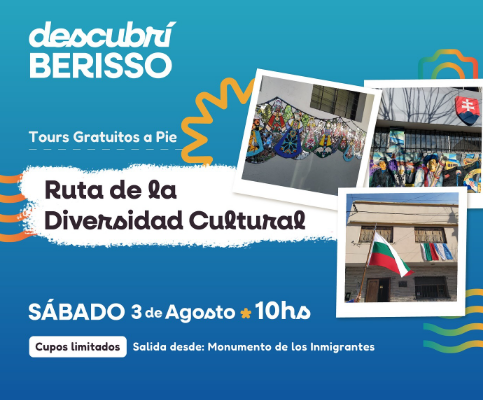 descubrí
BERISSO
Tours Gratuitos a Pie
Ruta de la
Diversidad Cultural
SÁBADO 3 de Agosto * 10hs
Cupos limitados Salida desde: Monumento de los Inmigrantes